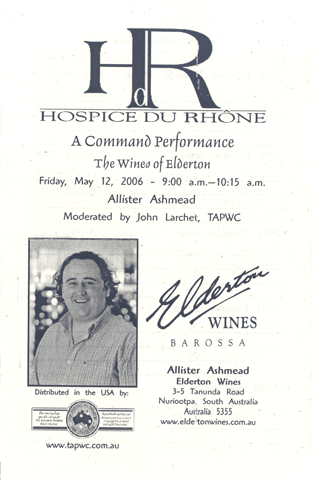 HdR
HOSPICE DU RHÔNE
A Command Performance
The Wines of Elderton
Friday, May 12, 2006 - 9:00 a.m.—10:15 a.m.
Allister Ashmead
Moderated by John Larchet, TAPWC
Elderton
WINES
BAROSSA
Allister Ashmead
Elderton Wines
3-5 Tanunda Road
Nuriootpa, South Australia
Australia 5355
www.eldertonwines.com.au
Distributed in the USA by:
www.tapwc.com.au